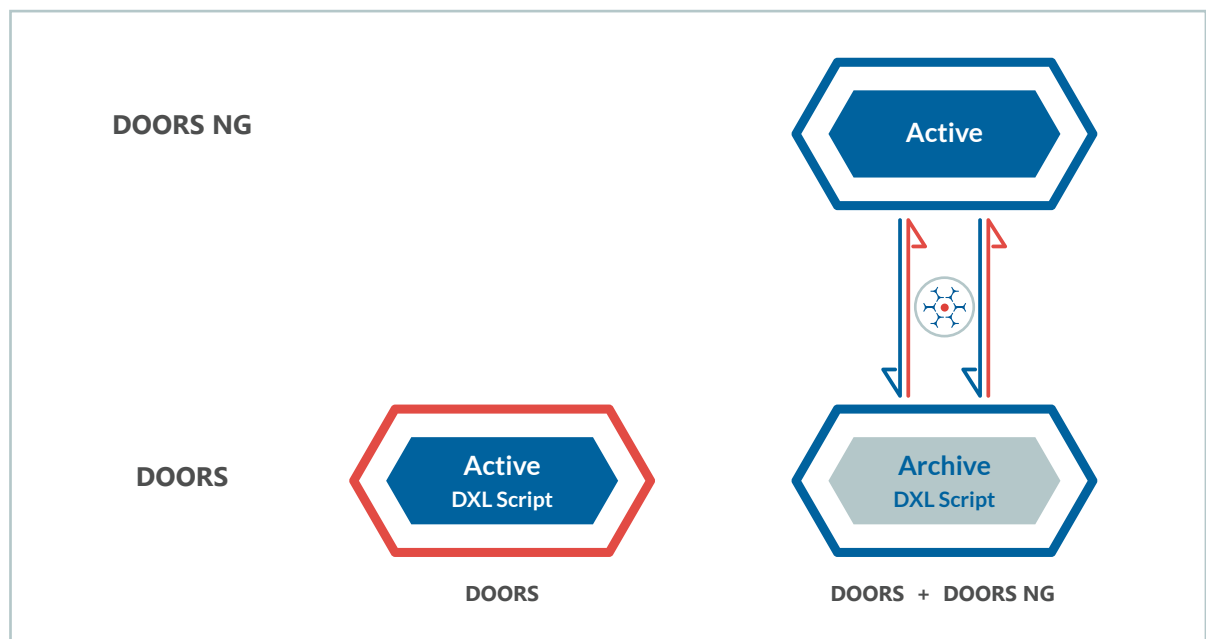 DOORS NG
Active
DOORS
Active
DXL Script
Archive
DXL Script
DOORS
DOORS + DOORS NG